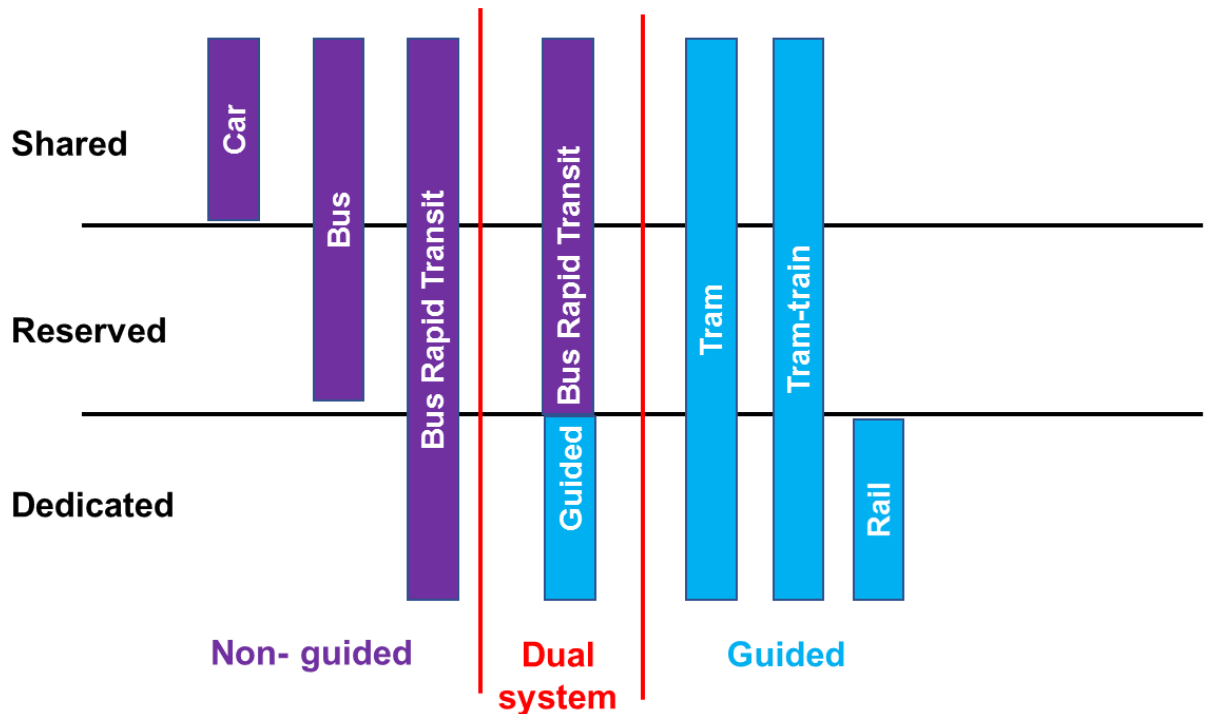 Shared
Reserved
Dedicated
Car
Bus
Bus Rapid Transit
Guided Bus Rapid Transit
Tram
Tram-train
Rail
Non- guided
Dual
system
Guided